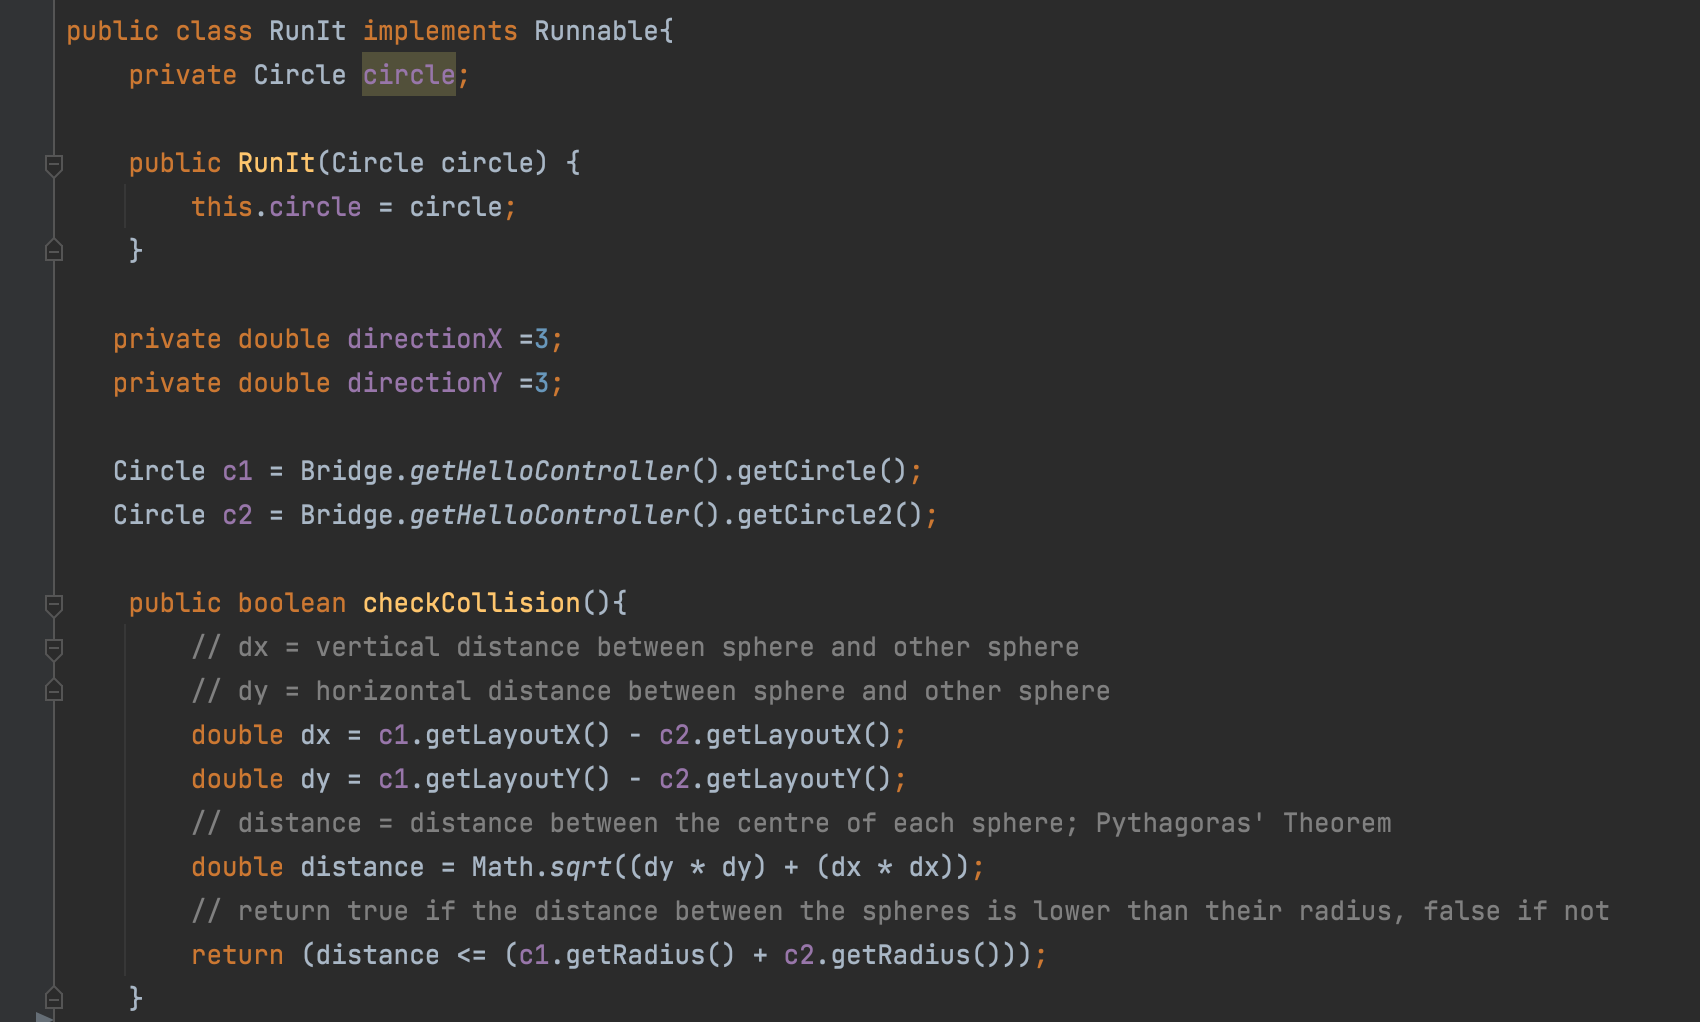 public class RunIt implements Runnable{
private Circle circle;
public RunIt(Circle circle) {
this.circle = circle;
}
private double directionX =3;
private double directionY =3;
Circle c1 = Bridge.getHelloController().getCircle();
Circle c2 = Bridge.getHelloController().getCircle2();
public boolean checkCollision(){
// dx = vertical distance between sphere and other sphere
// dy = horizontal distance between sphere and other sphere
double dx = c1.getLayoutX() - c2.getLayoutX();
double dy = c1.getLayoutY() - c2.getLayoutY();
// distance = distance between the centre of each sphere; Pythagoras' Theorem
double distance = Math.sqrt((dy * dy) + (dx * dx));
// return true if the distance between the spheres is lower than their radius, false if not
return (distance <= (c1.getRadius() + c2.getRadius()));
}